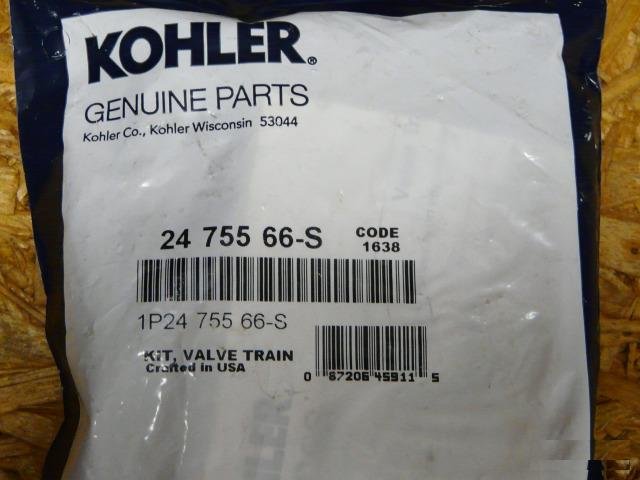 KOHLER®
GENUINE PARTS
Kohler Co., Kohler Wisconsin 53044
24 755 66-S
CODE
1638
1P24 755 66-S
KIT, VALVE TRAIN
Crafted in USA
0 87206 45911 5
KOHLER